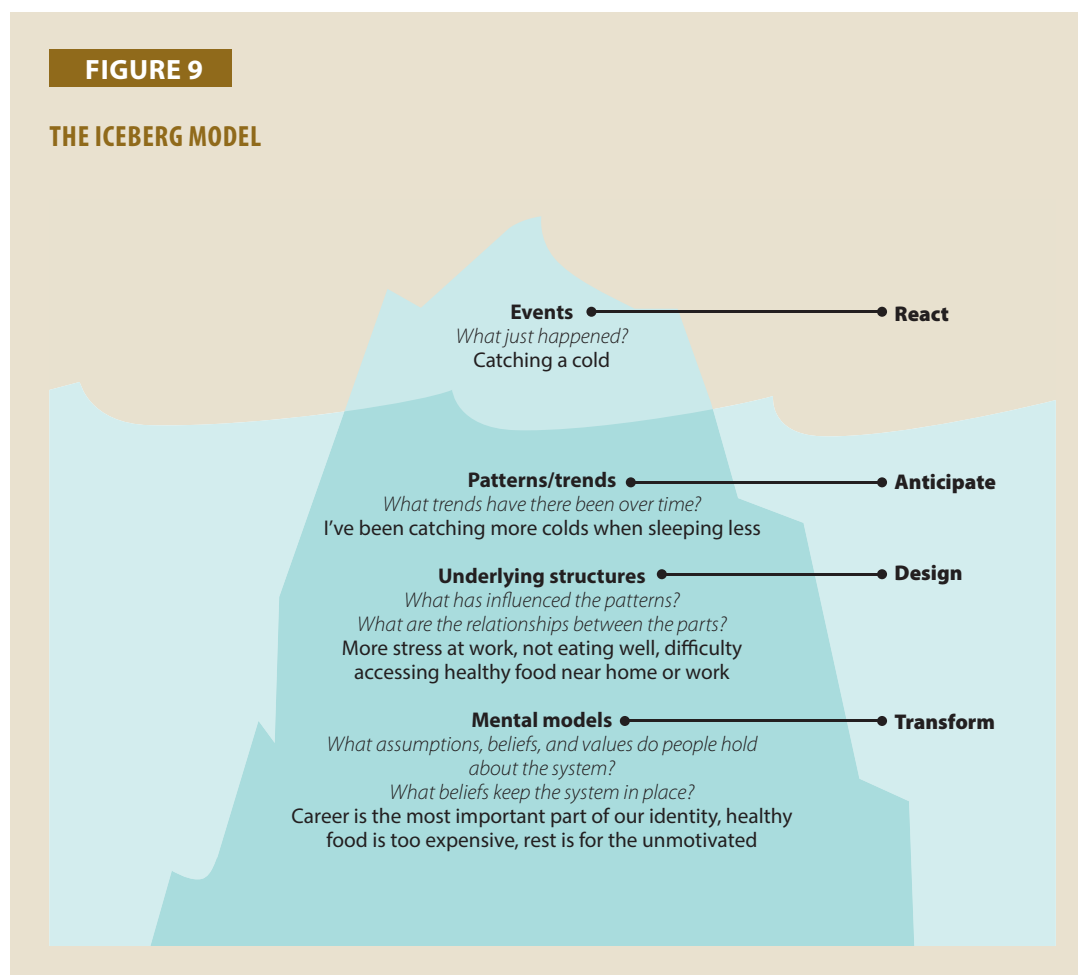 FIGURE 9
THE ICEBERG MODEL
Events
React
What just happened?
Catching a cold
Patterns/trends
Anticipate
What trends have there been over time?
I've been catching more colds when sleeping less
Underlying structures
Design
What has influenced the patterns?
What are the relationships between the parts?
More stress at work, not eating well, difficulty
accessing healthy food near home or work
Mental models
Transform
What assumptions, beliefs, and values do people hold
about the system?
What beliefs keep the system in place?
Career is the most important part of our identity, healthy
food is too expensive, rest is for the unmotivated